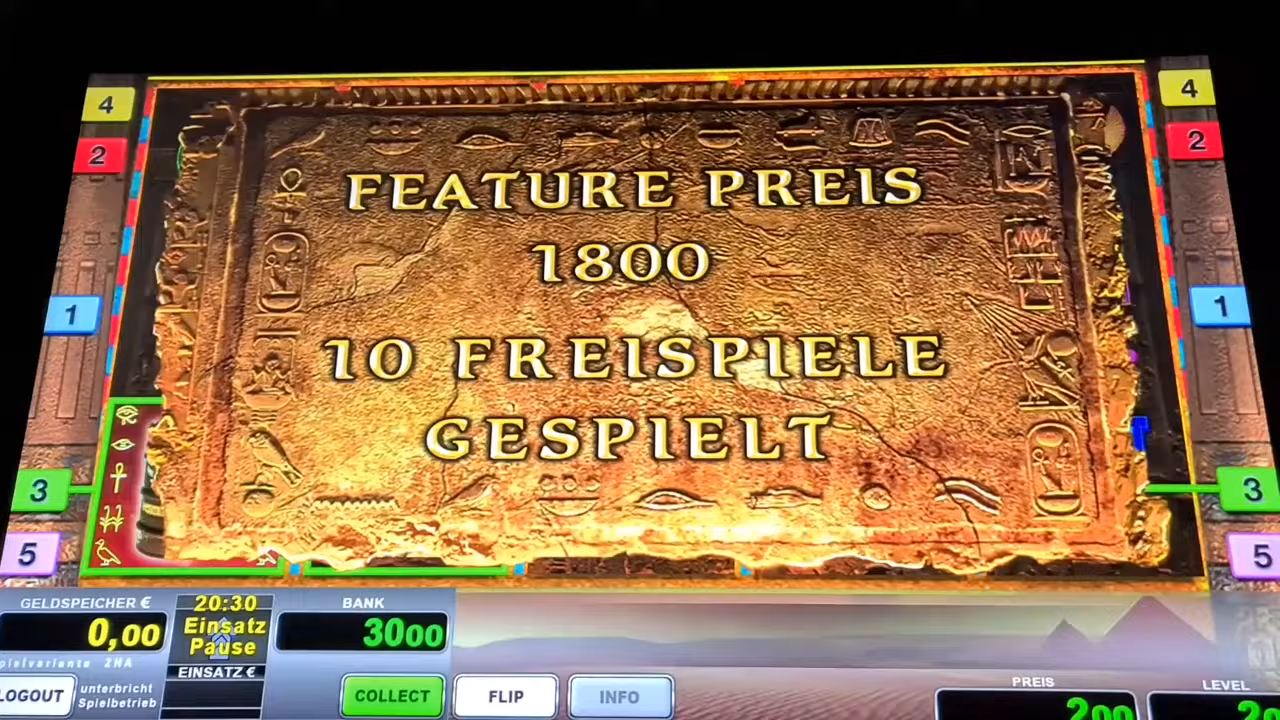 4
4
2
2
FEATURE PREIS
1800
1
1
10 FREISPIELE
GESPIELT
3
3
5
5
GELDSPEICHER €
20:30
BANK
0,00
Einsatz
Pause
3000
EINSATZ €
LOGOUT
unterbricht
Spielbetrieb
COLLECT
FLIP
INFO
PREIS
LEVEL
200